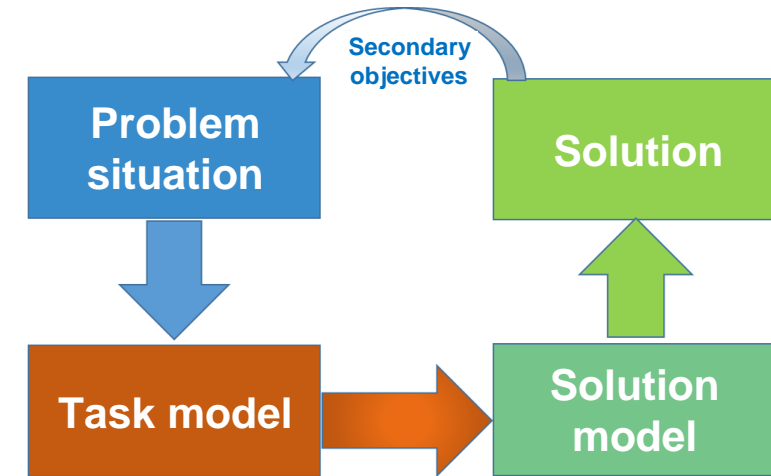 Secondary
objectives
Problem
situation
Solution
Task model
Solution
model